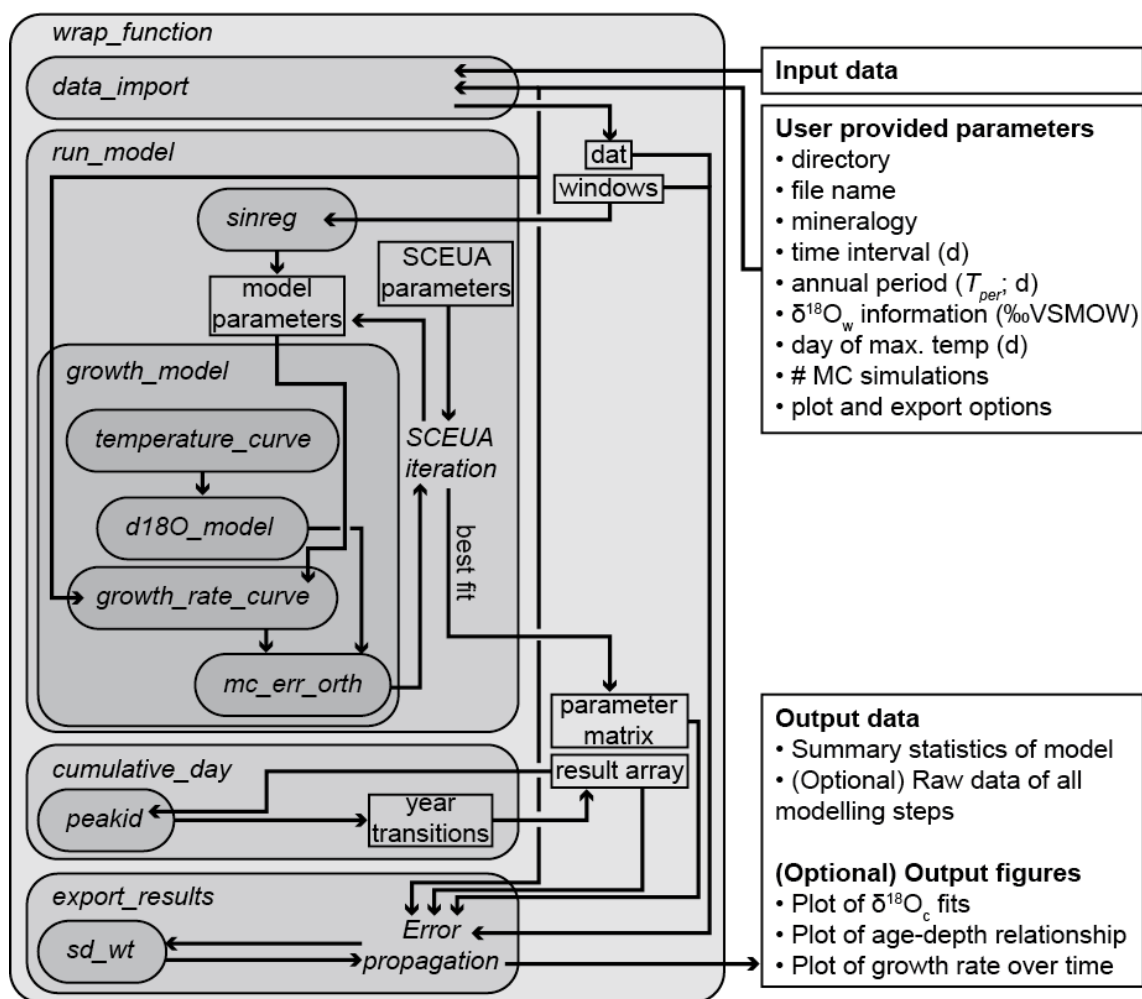 wrap_function
data_import
Input data
User provided parameters
• directory
• file name
• mineralogy
• time interval (d)
• annual period (Tper; d)
• δ18Ow information (‰VSMOW)
• day of max. temp (d)
• # MC simulations
• plot and export options
run_model
dat
windows
sinreg
SCEUA
parameters
model
parameters
growth_model
temperature_curve
SCEUA
iteration
d18O_model
best fit
growth_rate_curve
mc_err_orth
parameter
matrix
result array
cumulative_day
peakid
year
transitions
export_results
sd_wt
Error
propagation
Output data
• Summary statistics of model
• (Optional) Raw data of all
modelling steps
(Optional) Output figures
• Plot of δ18Oc fits
• Plot of age-depth relationship
• Plot of growth rate over time